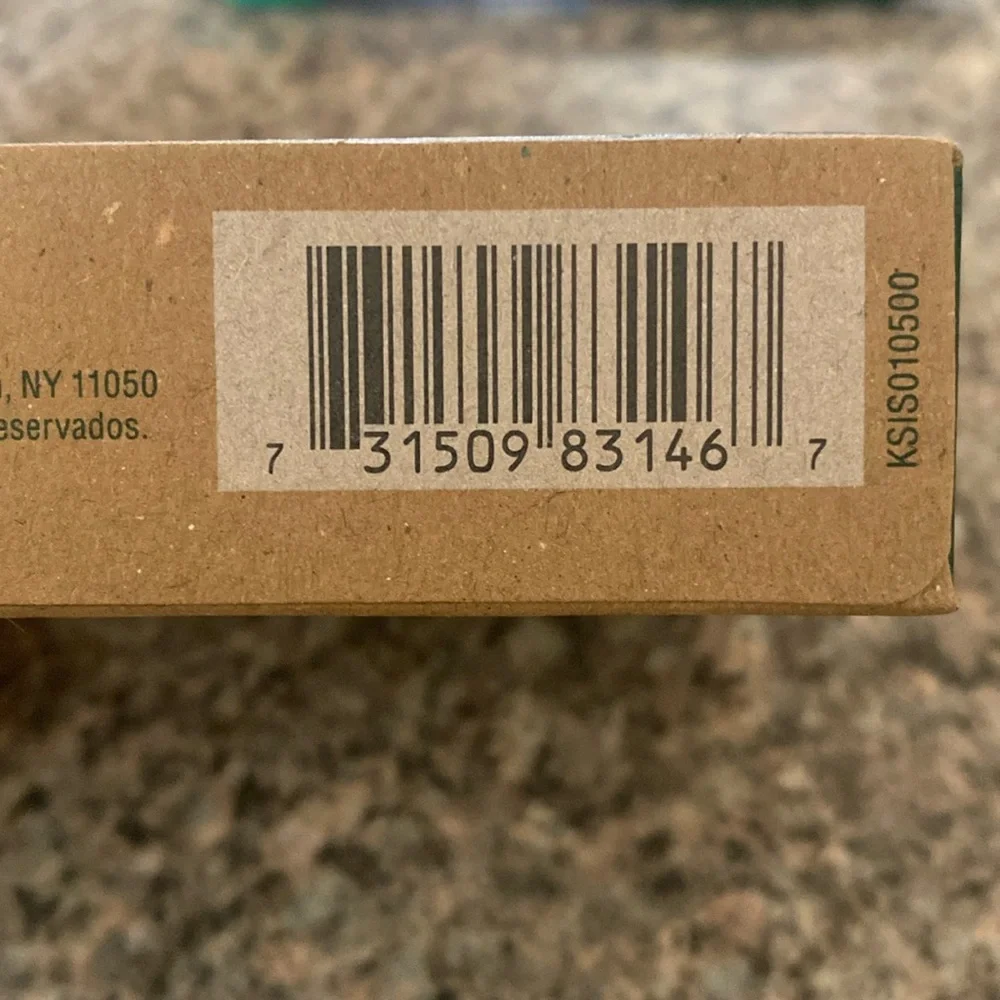 , NY 11050
eservados.
7 31509 83146 7
KSIS010500